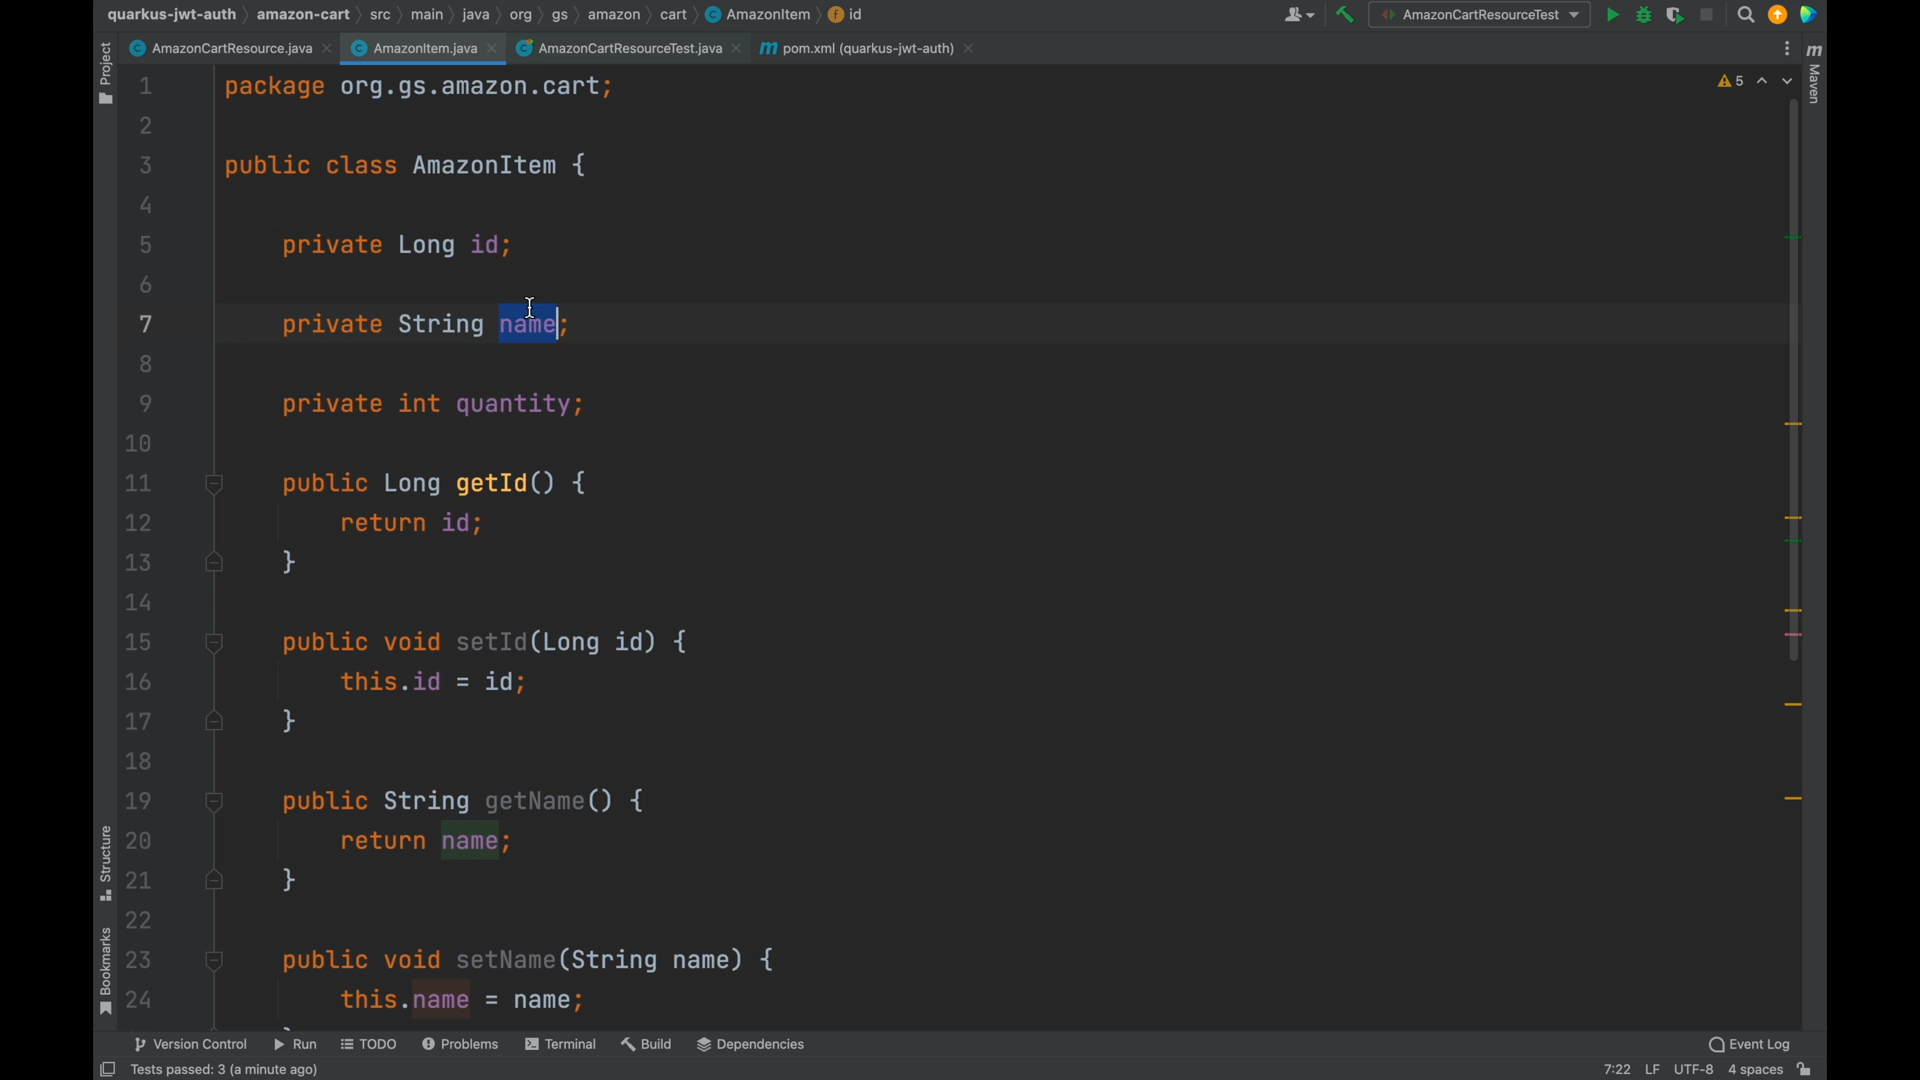 quarkus-jwt-auth amazon-cart src main java org gs amazon cart AmazonItem id AmazonCartResourceTest
AmazonCartResource.java AmazonItem.java AmazonCartResourceTest.java pom.xml (quarkus-jwt-auth)
Project
Maven
5
1 package org.gs.amazon.cart;
2
3 public class AmazonItem {
4
5 private Long id;
6
7 private String name;
8
9 private int quantity;
10
11 public Long getId() {
12 return id;
13 }
14
15 public void setId(Long id) {
16 this.id = id;
17 }
18
19 public String getName() {
20 return name;
21 }
22
23 public void setName(String name) {
24 this.name = name;
Structure
Bookmarks
Version Control Run TODO Problems Terminal Build Dependencies Event Log
Tests passed: 3 (a minute ago) 7:22 LF UTF-8 4 spaces